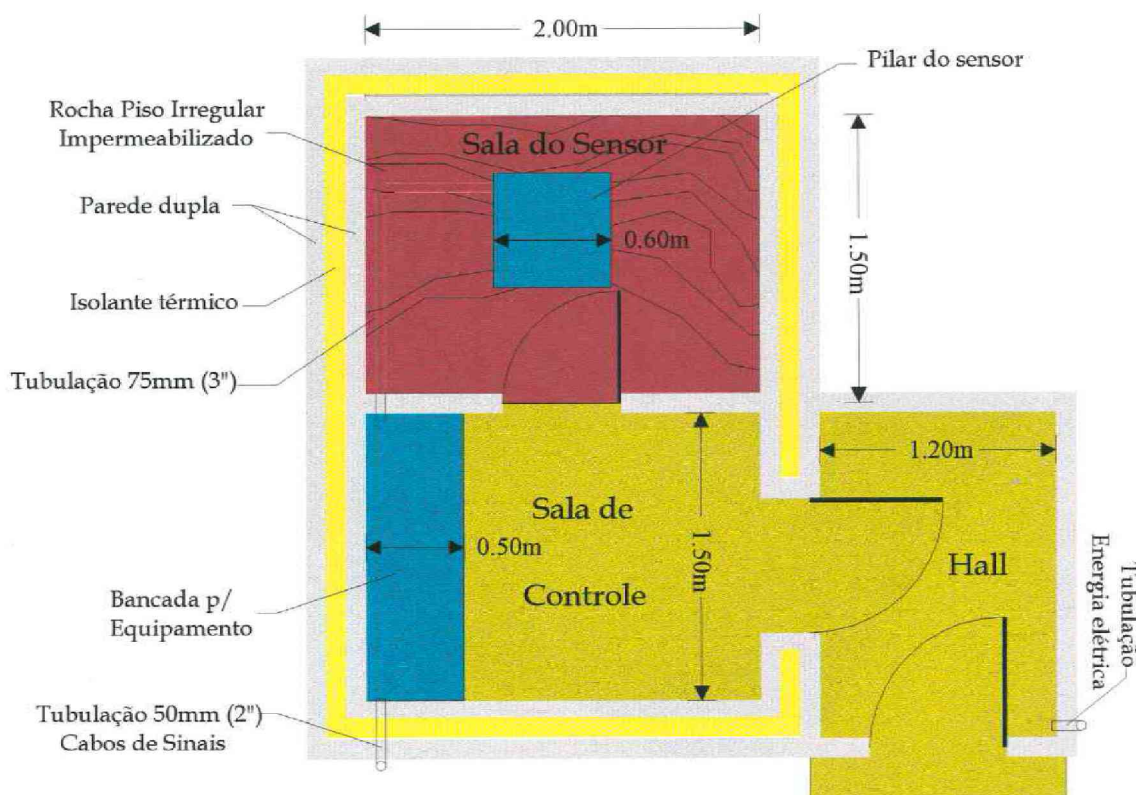 2.00m
Pilar do sensor
Rocha Piso Irregular
Impermeabilizado
Sala do Sensor
Parede dupla
0.60m
1.50m
Isolante térmico
Tubulação 75mm (3")
1.20m
Sala de
Controle
0.50m
1.50m
Hall
Tubulação
Energia elétrica
Bancada p/
Equipamento
Tubulação 50mm (2")
Cabos de Sinais